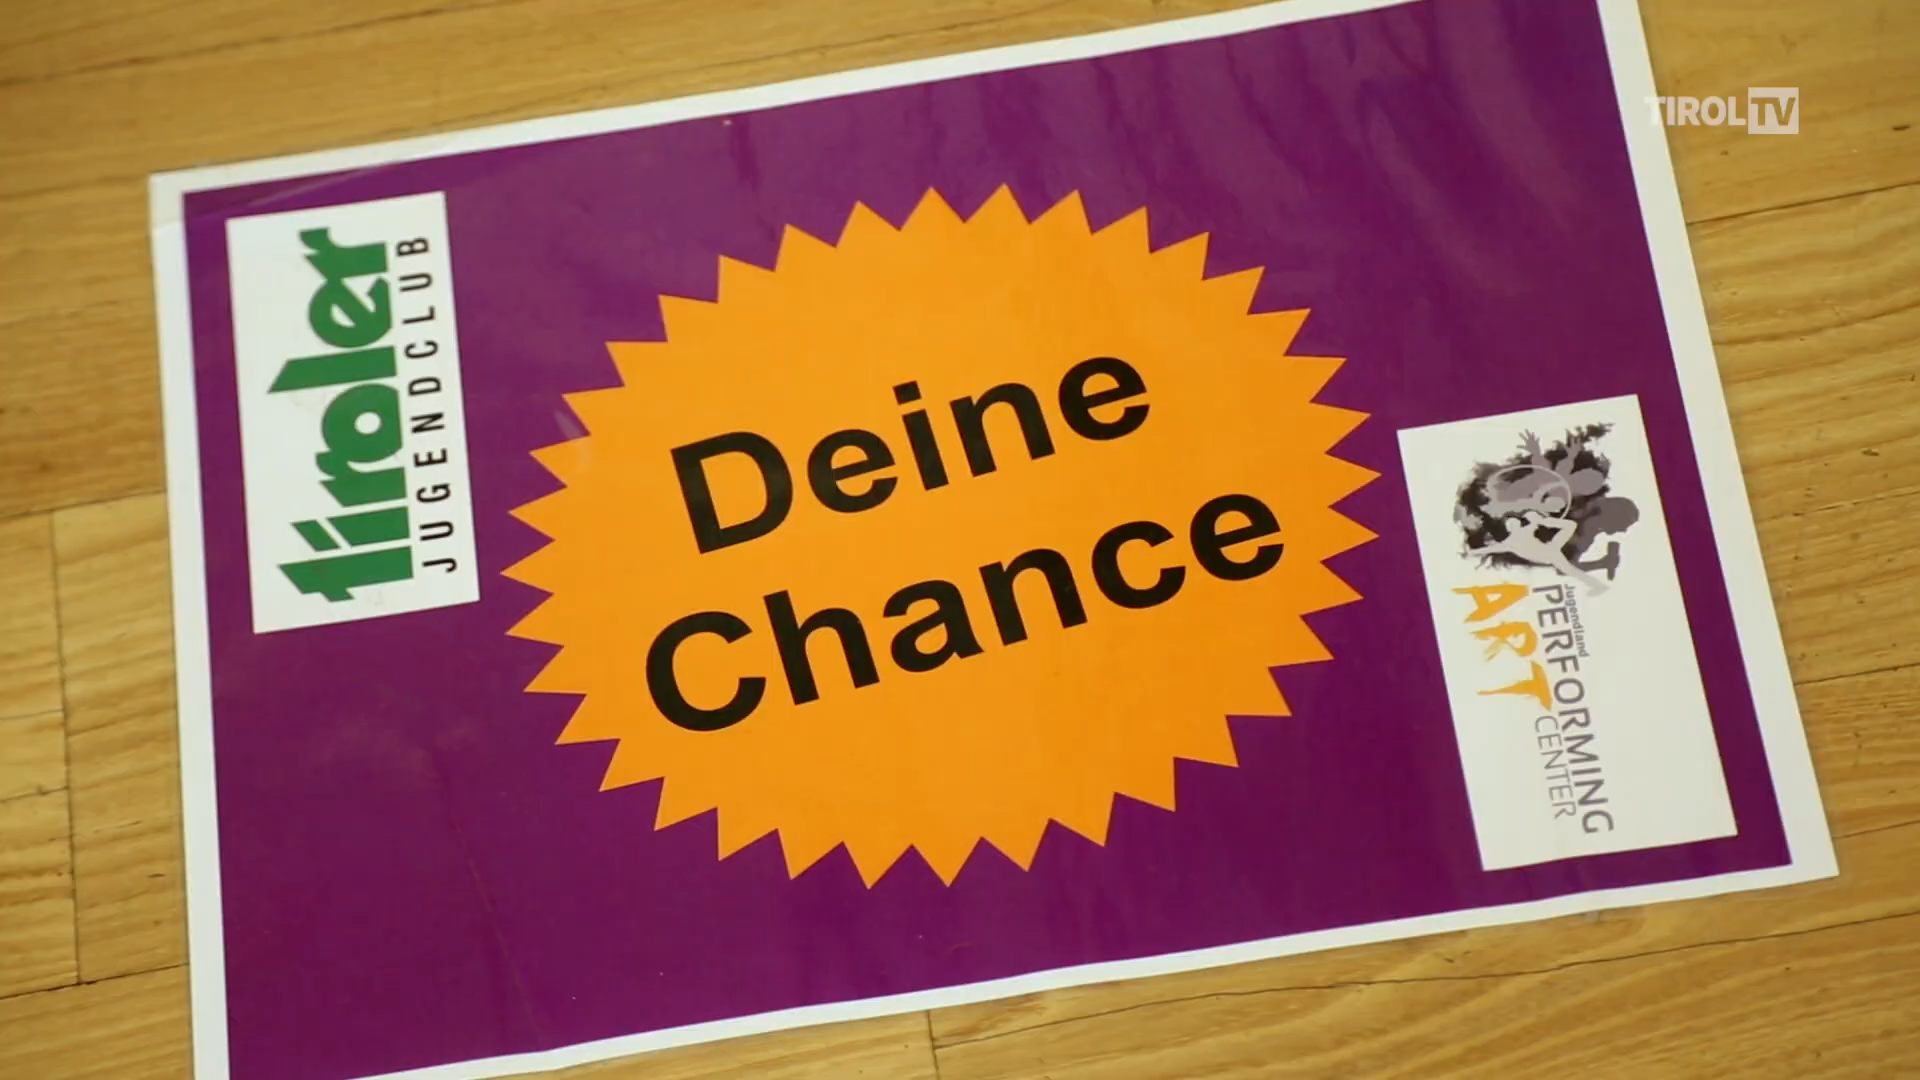 TIROL TV
tiroler
JUGENDCLUB
Deine
Chance
Jugendland
PERFORMING
ART CENTER